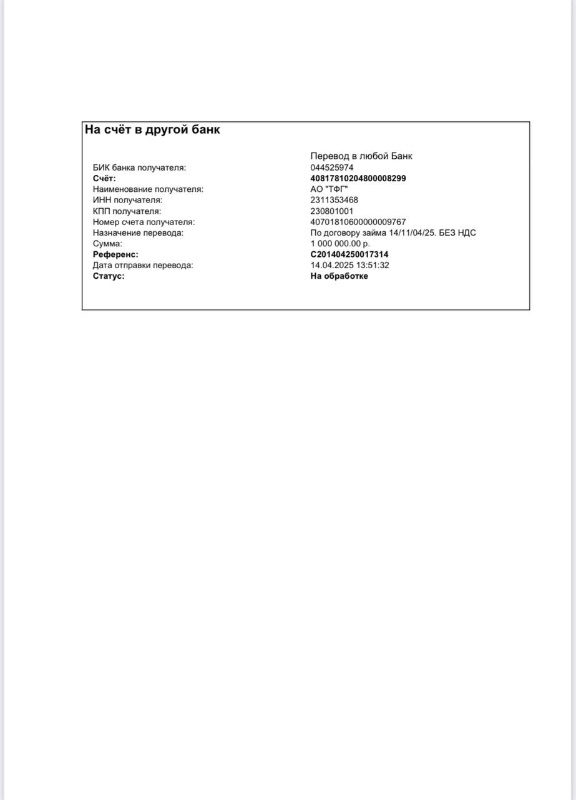 На счёт в другой банк
Перевод в любой Банк
БИК банка получателя: 044525974
Счёт: 40817810204800008299
Наименование получателя: АО "ТФГ"
ИНН получателя: 2311353468
КПП получателя: 230801001
Номер счета получателя: 40701810600000009767
Назначение перевода: По договору займа 14/11/04/25. БЕЗ НДС
Сумма: 1 000 000.00 р.
Референс: C201404250017314
Дата отправки перевода: 14.04.2025 13:51:32
Статус: На обработке